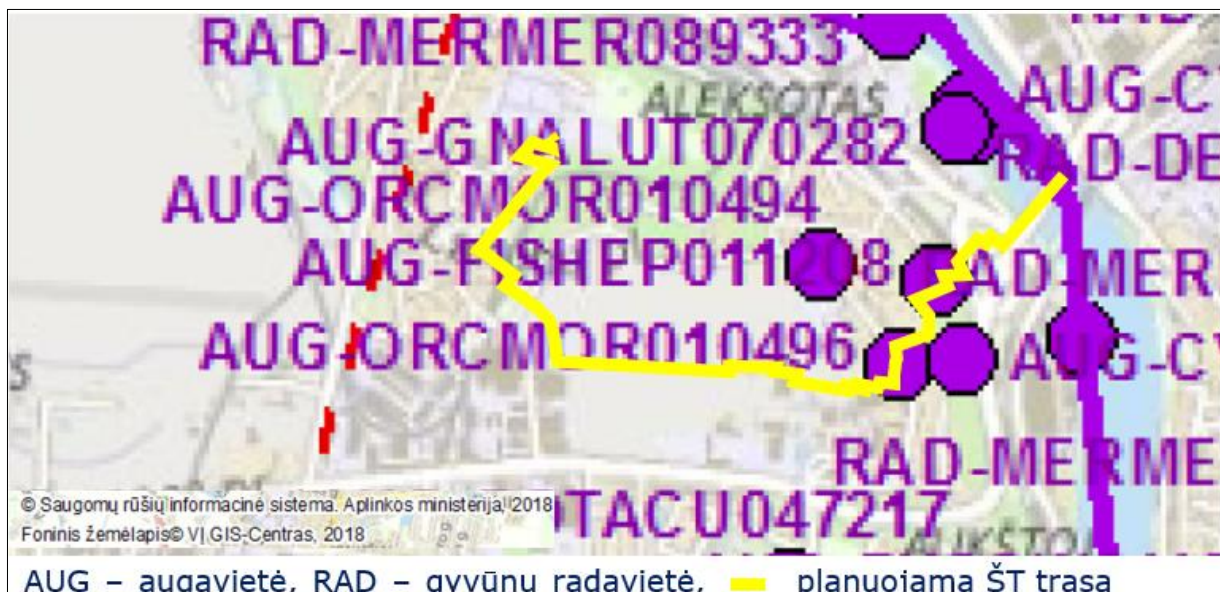 RAD-MERMER089333
ALEKSOTAS
AUG-GNALUT070282
RAD-DE
AUG-ORCMOR010494
AUG-FISHEP011208
RAD-MER
AUG-ORCMOR010496
RAD-MERME
TACU047217
© Saugomų rūšių informacinė sistema. Aplinkos ministerija, 2018
Foninis žemėlapis© VĮ GIS-Centras, 2018
AUG – augavietė, RAD – gyvūnų radavietė, planuojama ŠT trasa